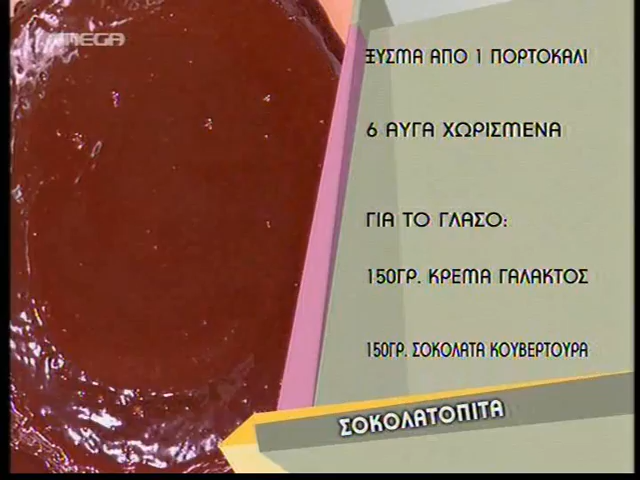 MEGA
ΞΥΣΜΑ ΑΠΟ 1 ΠΟΡΤΟΚΑΛΙ
6 ΑΥΓΑ ΧΩΡΙΣΜΕΝΑ
ΓΙΑ ΤΟ ΓΛΑΣΟ:
150ΓΡ. ΚΡΕΜΑ ΓΑΛΑΚΤΟΣ
150ΓΡ. ΣΟΚΟΛΑΤΑ ΚΟΥΒΕΡΤΟΥΡΑ
ΣΟΚΟΛΑΤΟΠΙΤΑ